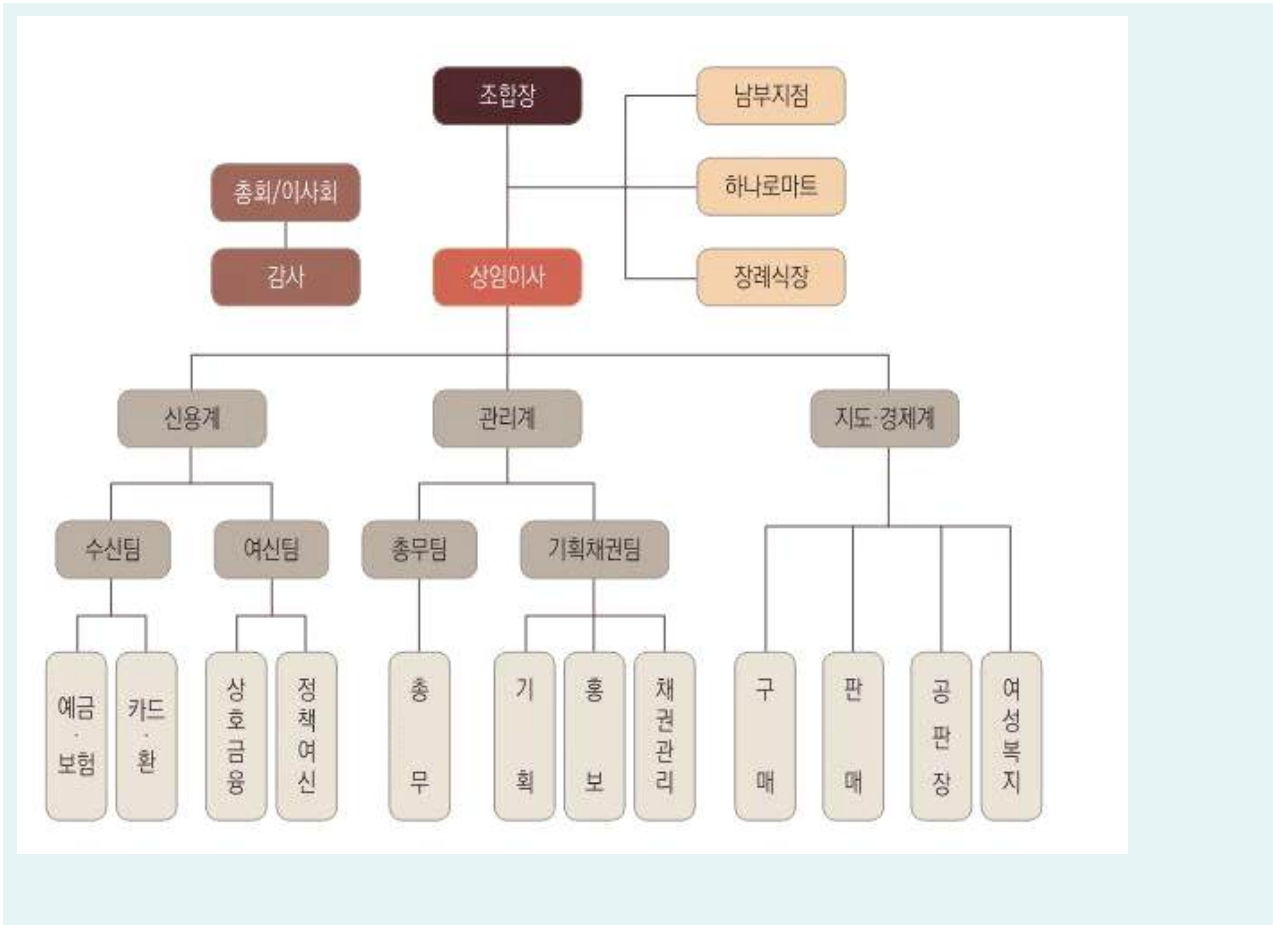 조합장
남부지점
총회/이사회
하나로마트
감사
상임이사
장례식장
신용계
관리계
지도·경제계
수신팀
여신팀
총무팀
기획채권팀
예금·보험
카드·환
상호금융
정책여신
총무
기획
홍보
채권관리
구매
판매
공판장
여성복지